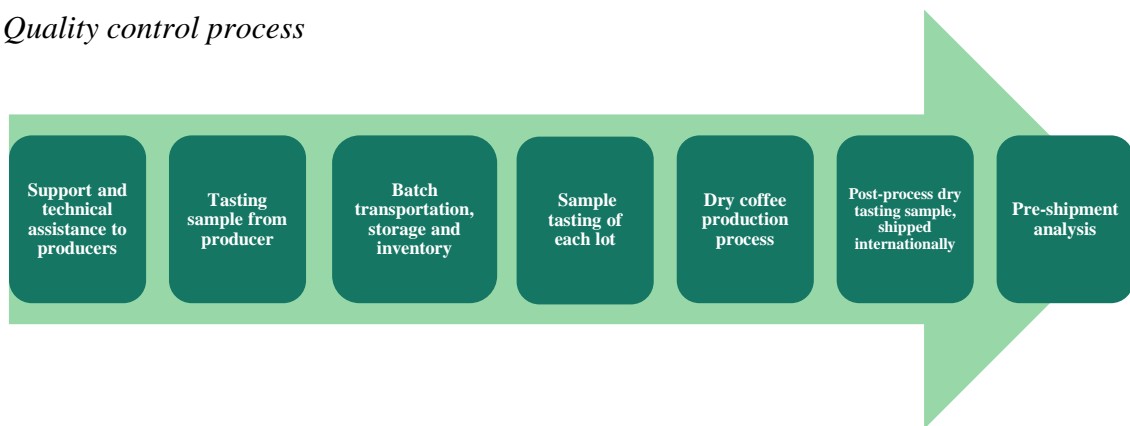 Quality control process
Support and
technical
assistance to
producers
Tasting
sample from
producer
Batch
transportation,
storage and
inventory
Sample
tasting of
each lot
Dry coffee
production
process
Post-process dry
tasting sample,
shipped
internationally
Pre-shipment
analysis